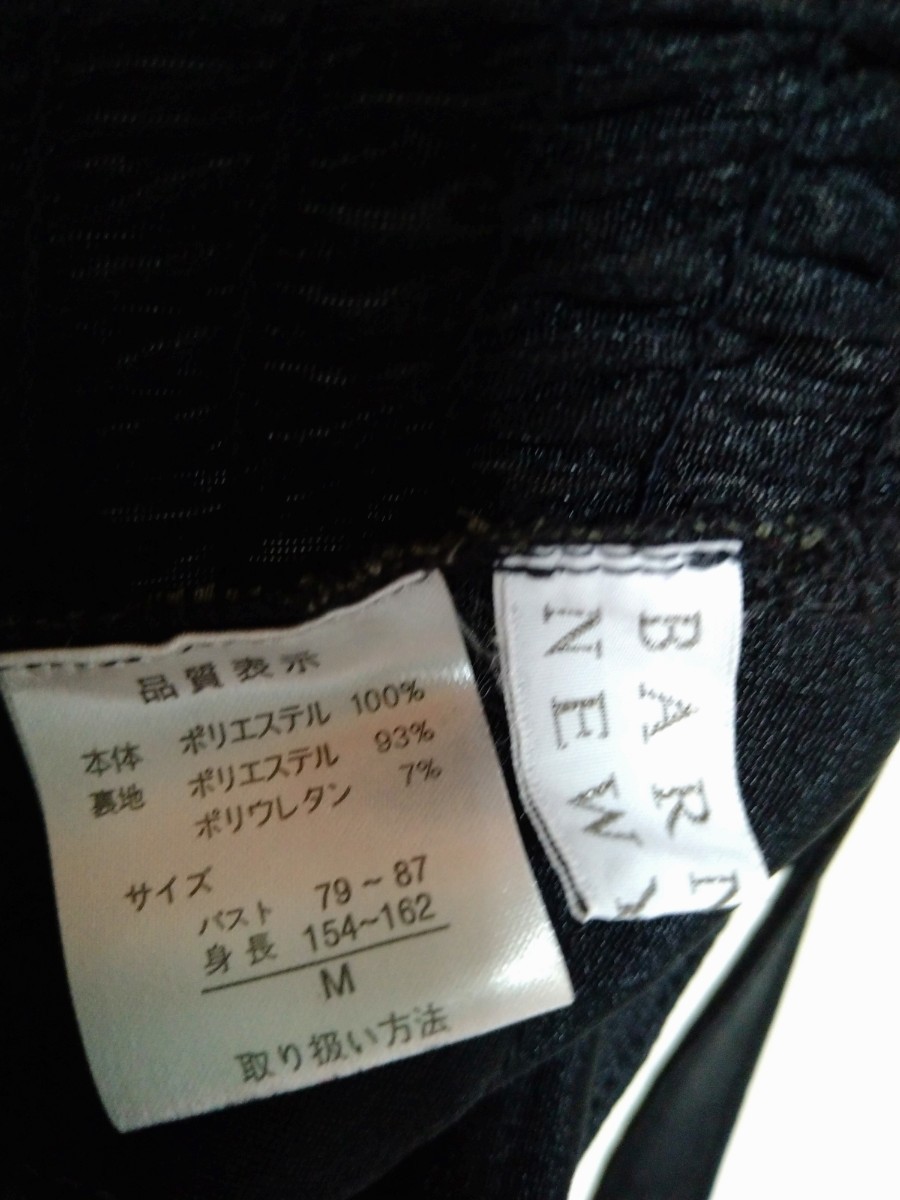 品質表示
本体 ポリエステル 100%
裏地 ポリエステル 93%
ポリウレタン 7%
サイズ
バスト 79~87
身長 154~162
M
取り扱い方法
BARN
NEW